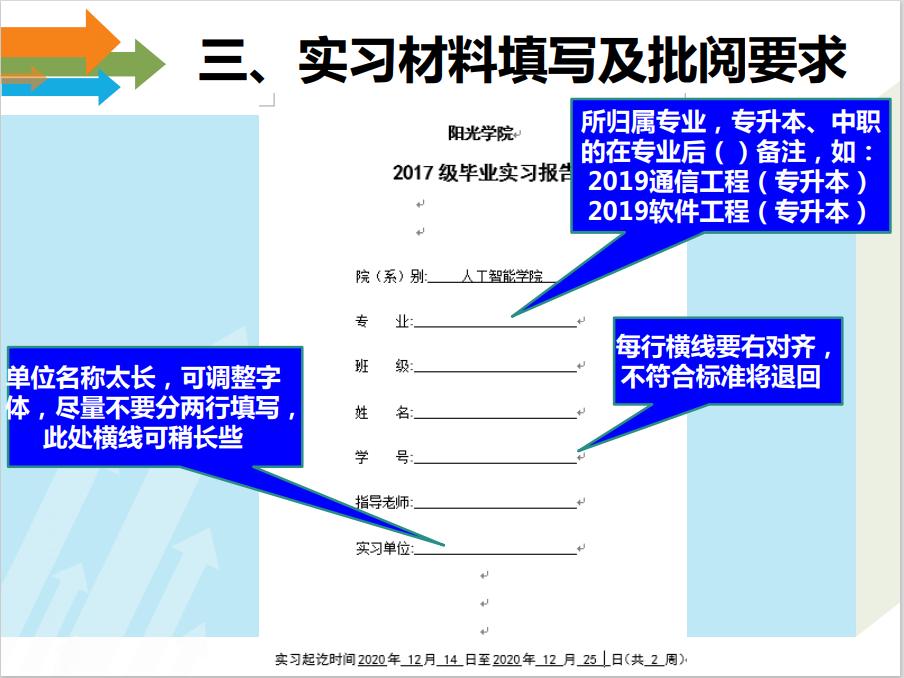 三、实习材料填写及批阅要求
阳光学院
2017 级毕业实习报告
所归属专业，专升本、中职
的在专业后（ ）备注，如：
2019通信工程（专升本）
2019软件工程（专升本）
院（系）别: 人工智能学院
专 业:
每行横线要右对齐，
不符合标准将退回
班 级:
单位名称太长，可调整字
体，尽量不要分两行填写，
此处横线可稍长些
姓 名:
学 号:
指导老师:
实习单位:
实习起讫时间 2020 年 12 月 14 日至 2020 年 12 月 25 日(共 2 周)